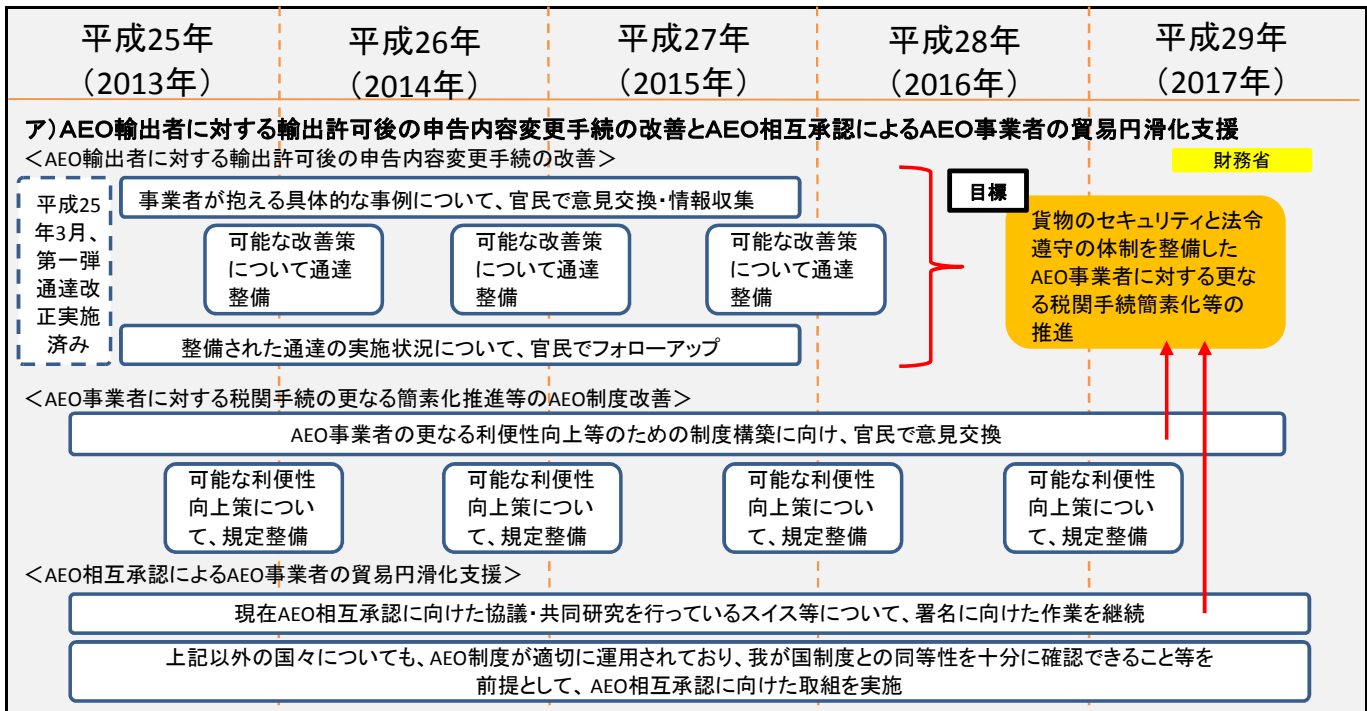 平成25年
(2013年)
平成26年
(2014年)
平成27年
(2015年)
平成28年
(2016年)
平成29年
(2017年)
ア)AEO輸出者に対する輸出許可後の申告内容変更手続の改善とAEO相互承認によるAEO事業者の貿易円滑化支援
<AEO輸出者に対する輸出許可後の申告内容変更手続の改善>
財務省
平成25
年3月、
第一弾
通達改
正実施
済み
事業者が抱える具体的な事例について、官民で意見交換・情報収集
可能な改善策
について通達
整備
可能な改善策
について通達
整備
可能な改善策
について通達
整備
整備された通達の実施状況について、官民でフォローアップ
目標
貨物のセキュリティと法令
遵守の体制を整備した
AEO事業者に対する更な
る税関手続簡素化等の
推進
<AEO事業者に対する税関手続の更なる簡素化推進等のAEO制度改善>
AEO事業者の更なる利便性向上等のための制度構築に向け、官民で意見交換
可能な利便性
向上策につい
て、規定整備
可能な利便性
向上策につい
て、規定整備
可能な利便性
向上策につい
て、規定整備
可能な利便性
向上策につい
て、規定整備
<AEO相互承認によるAEO事業者の貿易円滑化支援>
現在AEO相互承認に向けた協議・共同研究を行っているスイス等について、署名に向けた作業を継続
上記以外の国々についても、AEO制度が適切に運用されており、我が国制度との同等性を十分に確認できること等を
前提として、AEO相互承認に向けた取組を実施